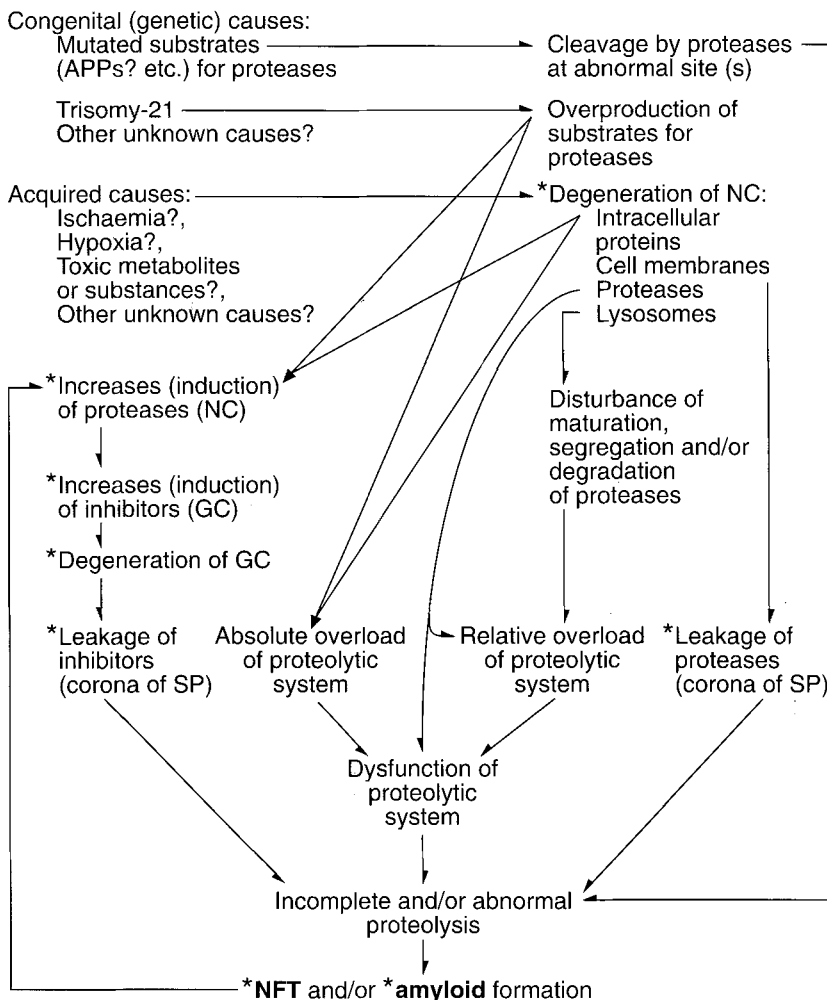 Congenital (genetic) causes:
Mutated substrates
(APPs? etc.) for proteases
Cleavage by proteases
at abnormal site (s)
Trisomy-21
Other unknown causes?
Overproduction of
substrates for
proteases
Acquired causes:
Ischaemia?,
Hypoxia?,
Toxic metabolites
or substances?,
Other unknown causes?
*Degeneration of NC:
Intracellular
proteins
Cell membranes
Proteases
Lysosomes
*Increases (induction)
of proteases (NC)
Disturbance of
maturation,
segregation and/or
degradation
of proteases
*Increases (induction)
of inhibitors (GC)
*Degeneration of GC
*Leakage of
inhibitors
(corona of SP)
Absolute overload
of proteolytic
system
Relative overload
of proteolytic
system
*Leakage of
proteases
(corona of SP)
Dysfunction of
proteolytic
system
Incomplete and/or abnormal
proteolysis
*NFT and/or *amyloid formation